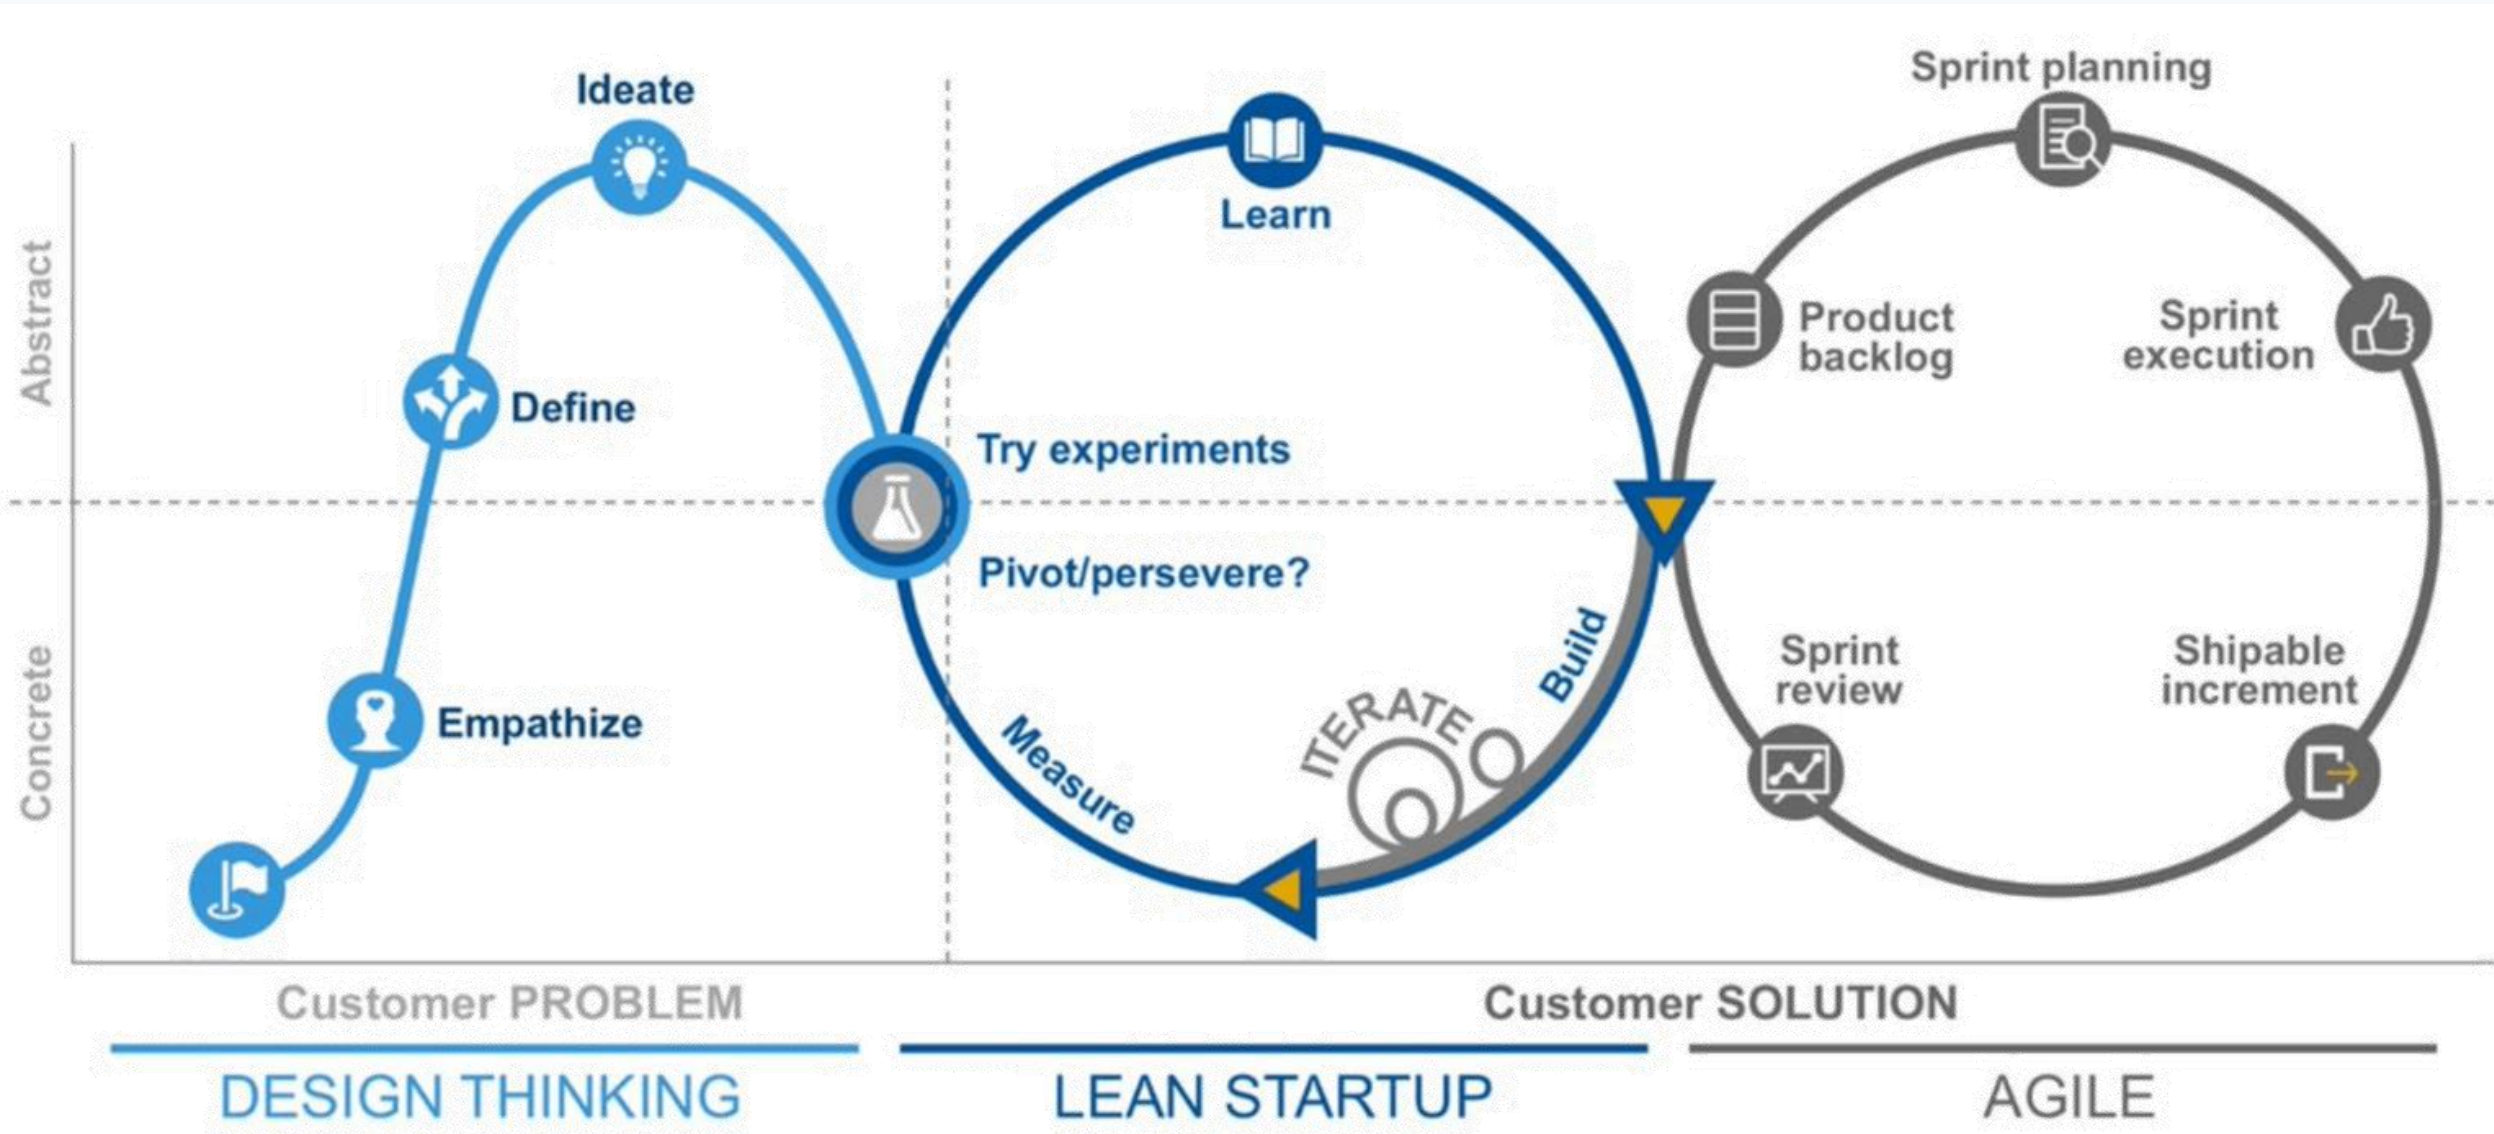 Abstract
Concrete
Ideate
Define
Empathize
Learn
Try experiments
Pivot/persevere?
Measure
ITERATE
Build
Sprint planning
Product
backlog
Sprint
execution
Sprint
review
Shipable
increment
Customer PROBLEM
Customer SOLUTION
DESIGN THINKING
LEAN STARTUP
AGILE